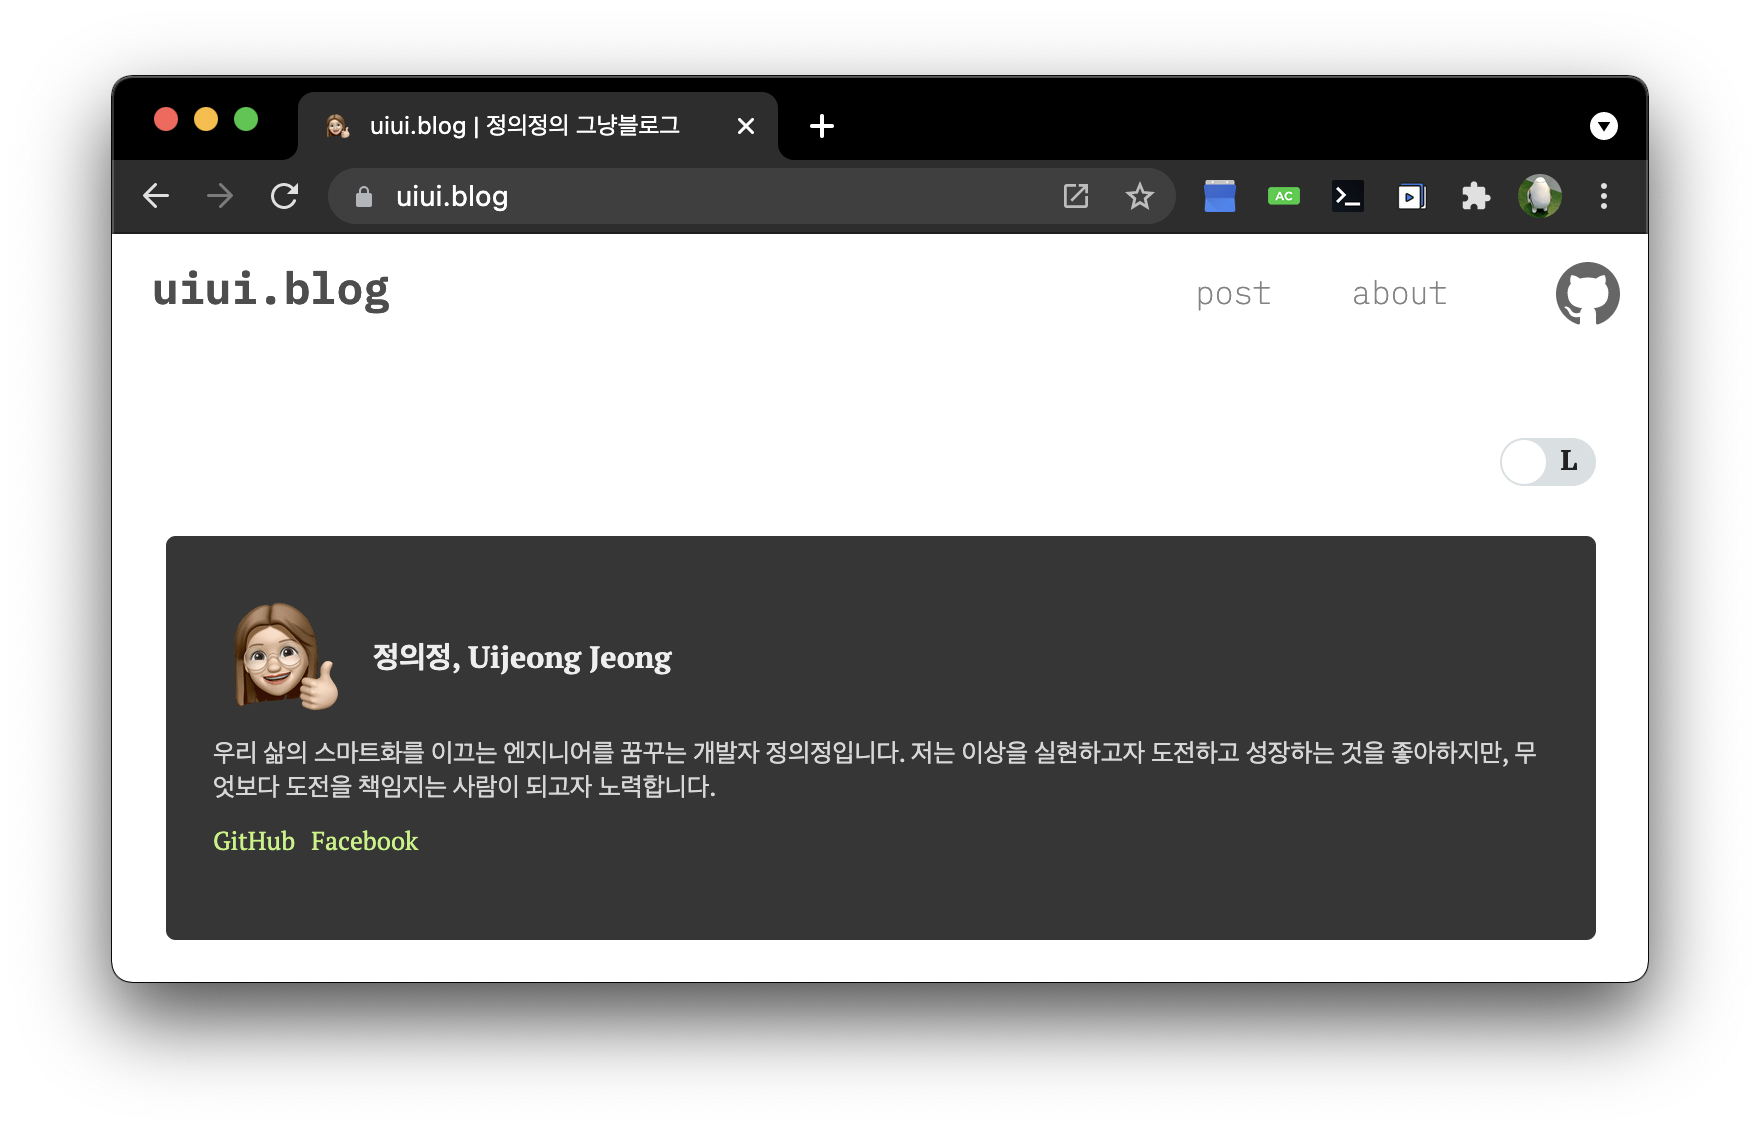 uiui.blog | 정의정의 그냥블로그
uiui.blog
AC
uiui.blog
post
about
L
정의정, Uijeong Jeong
우리 삶의 스마트화를 이끄는 엔지니어를 꿈꾸는 개발자 정의정입니다. 저는 이상을 실현하고자 도전하고 성장하는 것을 좋아하지만, 무
엇보다 도전을 책임지는 사람이 되고자 노력합니다.
GitHub Facebook